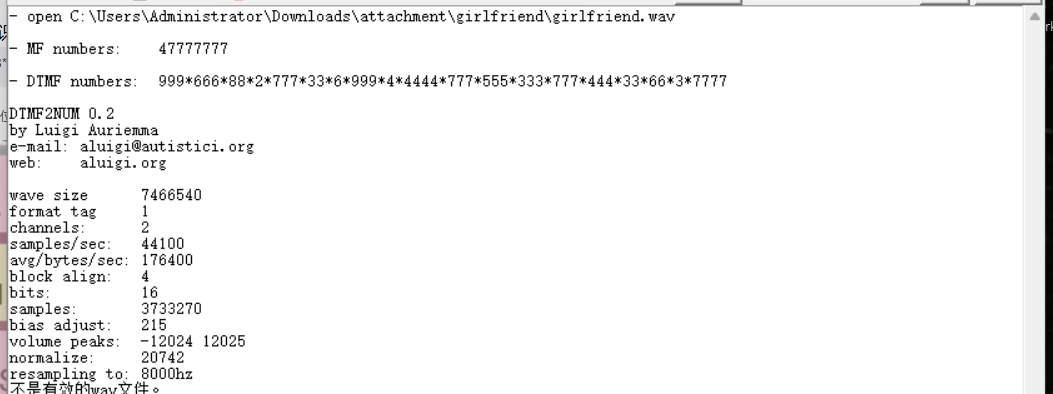 - open C:\Users\Administrator\Downloads\attachment\girlfriend\girlfriend.wav
- MF numbers: 47777777
- DTMF numbers: 999*666*88*2*777*33*6*999*4*4444*777*555*333*777*444*33*66*3*7777
DTMF2NUM 0.2
by Luigi Auriemma
e-mail: aluigi@autistici.org
web: aluigi.org
wave size 7466540
format tag 1
channels: 2
samples/sec: 44100
avg/bytes/sec: 176400
block align: 4
bits: 16
samples: 3733270
bias adjust: 215
volume peaks: -12024 12025
normalize: 20742
resampling to: 8000hz
不是有效的wav文件。